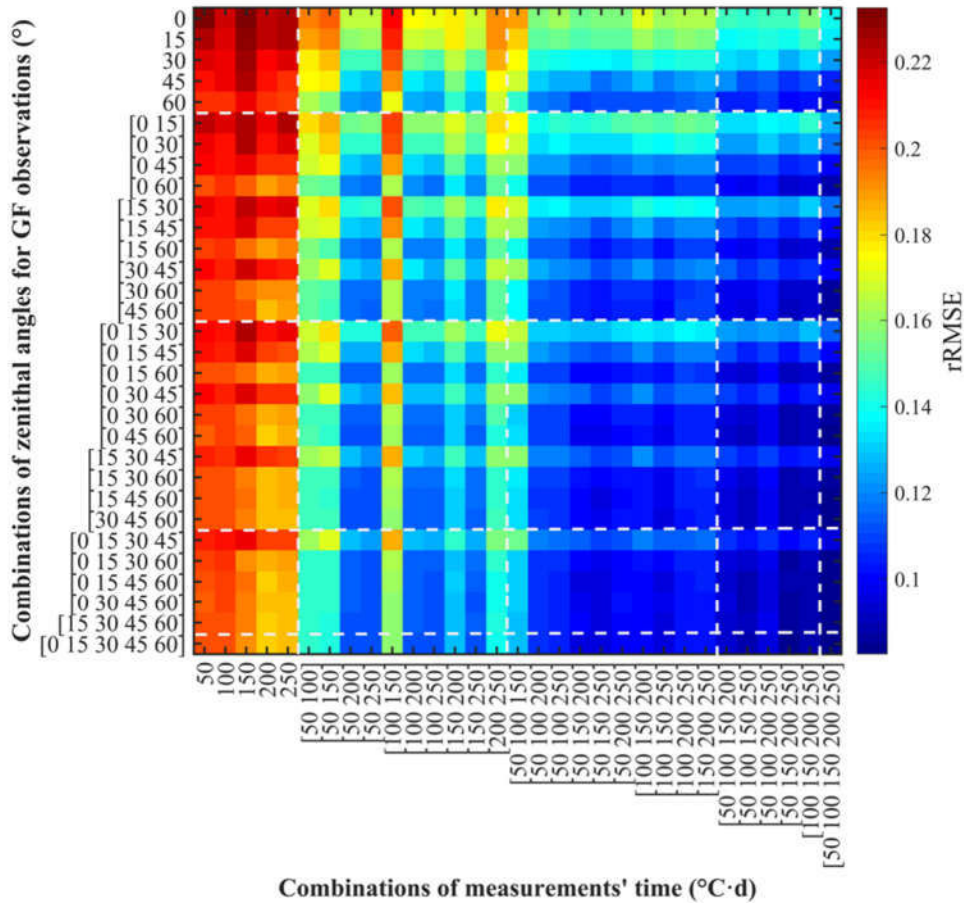 Combinations of zenithal angles for GF observations (°)
0
15
30
45
60
[0 15]
[0 30]
[0 45]
[0 60]
[15 30]
[15 45]
[15 60]
[30 45]
[30 60]
[45 60]
[0 15 30]
[0 15 45]
[0 15 60]
[0 30 45]
[0 30 60]
[0 45 60]
[15 30 45]
[15 30 60]
[15 45 60]
[30 45 60]
[0 15 30 45]
[0 15 30 60]
[0 15 45 60]
[0 30 45 60]
[15 30 45 60]
[0 15 30 45 60]
50
100
150
200
250
[50 100]
[50 150]
[50 200]
[50 250]
[100 150]
[100 200]
[100 250]
[150 200]
[150 250]
[200 250]
[50 100 150]
[50 100 200]
[50 100 250]
[50 150 200]
[50 150 250]
[50 200 250]
[100 150 200]
[100 150 250]
[100 200 250]
[150 200 250]
[50 100 150 200]
[50 100 150 250]
[50 100 200 250]
[50 150 200 250]
[100 150 200 250]
[50 100 150 200 250]
Combinations of measurements' time (°C·d)
0.22
0.2
0.18
0.16
0.14
0.12
0.1
rRMSE